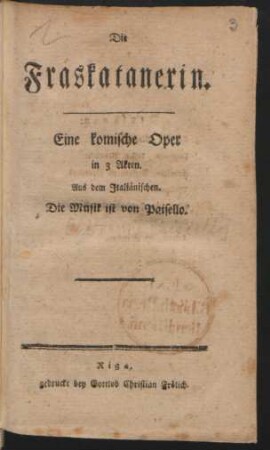 3
Die
Fraskatanerin.
Eine komische Oper
in 3 Akten.
Aus dem Italiänischen.
Die Musik ist von Paisello.
Riga,
gedruckt bey Gottlob Christian Frölich.